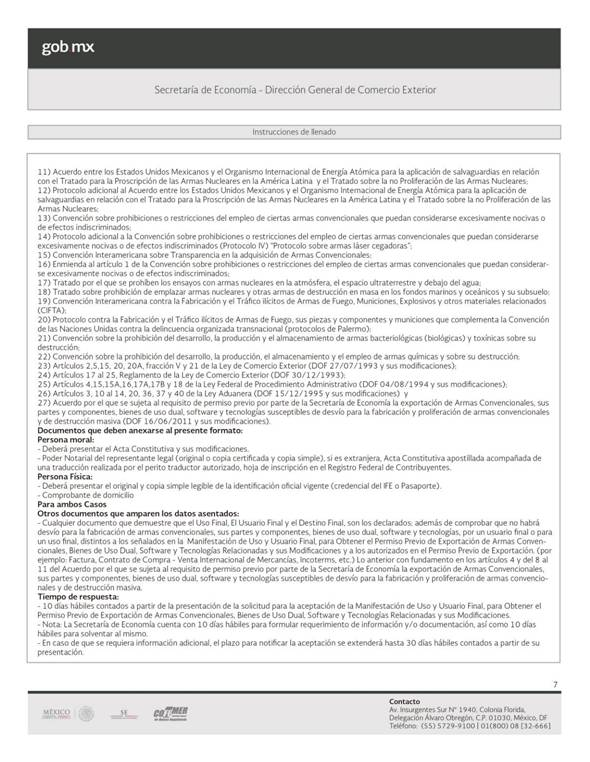 gob.mx
Secretaría de Economía - Dirección General de Comercio Exterior
Instrucciones de llenado
11) Acuerdo entre los Estados Unidos Mexicanos y el Organismo Internacional de Energía Atómica para la aplicación de salvaguardias en relación
con el Tratado para la Proscripción de las Armas Nucleares en la América Latina y el Tratado sobre la no Proliferación de las Armas Nucleares;
12) Protocolo adicional al Acuerdo entre los Estados Unidos Mexicanos y el Organismo Internacional de Energía Atómica para la aplicación de
salvaguardias en relación con el Tratado para la Proscripción de las Armas Nucleares en la América Latina y el Tratado sobre la no Proliferación de las
Armas Nucleares;
13) Convención sobre prohibiciones o restricciones del empleo de ciertas armas convencionales que puedan considerarse excesivamente nocivas o
de efectos indiscriminados;
14) Protocolo adicional a la Convención sobre prohibiciones o restricciones del empleo de ciertas armas convencionales que puedan considerarse
excesivamente nocivas o de efectos indiscriminados (Protocolo IV) "Protocolo sobre armas láser cegadoras";
15) Convención Interamericana sobre Transparencia en la adquisición de Armas Convencionales;
16) Enmienda al artículo 1 de la Convención sobre prohibiciones o restricciones del empleo de ciertas armas convencionales que puedan considerar-
se excesivamente nocivas o de efectos indiscriminados;
17) Tratado por el que se prohíben los ensayos con armas nucleares en la atmósfera, el espacio ultraterrestre y debajo del agua;
18) Tratado sobre prohibición de emplazar armas nucleares y otras armas de destrucción en masa en los fondos marinos y oceánicos y su subsuelo;
19) Convención Interamericana contra la Fabricación y el Tráfico ilícitos de Armas de Fuego, Municiones, Explosivos y otros materiales relacionados
(CIFTA);
20) Protocolo contra la Fabricación y el Tráfico ilícitos de Armas de Fuego, sus piezas y componentes y municiones que complementa la Convención
de las Naciones Unidas contra la delincuencia organizada transnacional (protocolos de Palermo);
21) Convención sobre la prohibición del desarrollo, la producción y el almacenamiento de armas bacteriológicas (biológicas) y toxínicas sobre su
destrucción;
22) Convención sobre la prohibición del desarrollo, la producción, el almacenamiento y el empleo de armas químicas y sobre su destrucción;
23) Artículos 2,5,15, 20, 20A, fracción V y 21 de la Ley de Comercio Exterior (DOF 27/07/1993 y sus modificaciones);
24) Artículos 17 al 25, Reglamento de la Ley de Comercio Exterior (DOF 30/12/1993);
25) Artículos 4,15,15A,16,17A,17B y 18 de la Ley Federal de Procedimiento Administrativo (DOF 04/08/1994 y sus modificaciones);
26) Artículos 3, 10 al 14, 20, 36, 37 y 40 de la Ley Aduanera (DOF 15/12/1995 y sus modificaciones) y
27) Acuerdo por el que se sujeta al requisito de permiso previo por parte de la Secretaría de Economía la exportación de Armas Convencionales, sus
partes y componentes, bienes de uso dual, software y tecnologías susceptibles de desvío para la fabricación y proliferación de armas convencionales
y de destrucción masiva (DOF 16/06/2011 y sus modificaciones).
Documentos que deben anexarse al presente formato:
Persona moral:
- Deberá presentar el Acta Constitutiva y sus modificaciones.
- Poder Notarial del representante legal (original o copia certificada y copia simple), si es extranjera, Acta Constitutiva apostillada acompañada de
una traducción realizada por el perito traductor autorizado, hoja de inscripción en el Registro Federal de Contribuyentes.
Persona Física:
- Deberá presentar el original y copia simple legible de la identificación oficial vigente (credencial del IFE o Pasaporte).
- Comprobante de domicilio
Para ambos Casos
Otros documentos que amparen los datos asentados:
- Cualquier documento que demuestre que el Uso Final, El Usuario Final y el Destino Final, son los declarados; además de comprobar que no habrá
desvío para la fabricación de armas convencionales, sus partes y componentes, bienes de uso dual, software y tecnologías, por un usuario final o para
un uso final, distintos a los señalados en la Manifestación de Uso y Usuario Final, para Obtener el Permiso Previo de Exportación de Armas Conven-
cionales, Bienes de Uso Dual, Software y Tecnologías Relacionadas y sus Modificaciones y a los autorizados en el Permiso Previo de Exportación. (por
ejemplo: Factura, Contrato de Compra - Venta Internacional de Mercancías, Incoterms, etc.) Lo anterior con fundamento en los artículos 4 y del 8 al
11 del Acuerdo por el que se sujeta al requisito de permiso previo por parte de la Secretaría de Economía la exportación de Armas Convencionales,
sus partes y componentes, bienes de uso dual, software y tecnologías susceptibles de desvío para la fabricación y proliferación de armas convencio-
nales y de destrucción masiva.
Tiempo de respuesta:
- 10 días hábiles contados a partir de la presentación de la solicitud para la aceptación de la Manifestación de Uso y Usuario Final, para Obtener el
Permiso Previo de Exportación de Armas Convencionales, Bienes de Uso Dual, Software y Tecnologías Relacionadas y sus Modificaciones.
- Nota: La Secretaría de Economía cuenta con 10 días hábiles para formular requerimiento de información y/o documentación, así como 10 días
hábiles para solventar al mismo.
- En caso de que se requiera información adicional, el plazo para notificar la aceptación se extenderá hasta 30 días hábiles contados a partir de su
presentación.
7
MÉXICO
SE
COFEMER
Contacto
Av. Insurgentes Sur N° 1940, Colonia Florida,
Delegación Álvaro Obregón, C.P. 01030, México, DF
Teléfono: (55) 5729-9100 | 01(800) 08 [32-666]